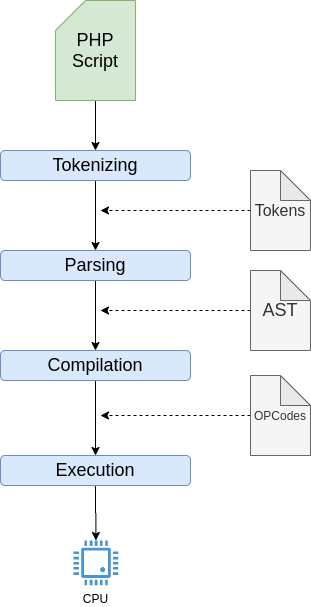 PHP
Script
Tokenizing
Tokens
Parsing
AST
Compilation
OPCodes
Execution
CPU